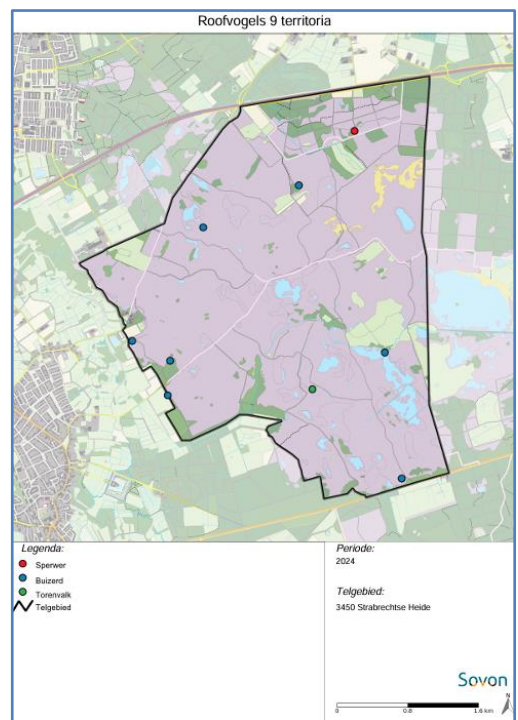 Roofvogels 9 territoria
Legenda:
Sperwer
Buizerd
Torenvalk
Telgebied
Periode:
2024
Telgebied:
3450 Strabrechtse Heide
Sovon
N
0 0.8 1.6 km